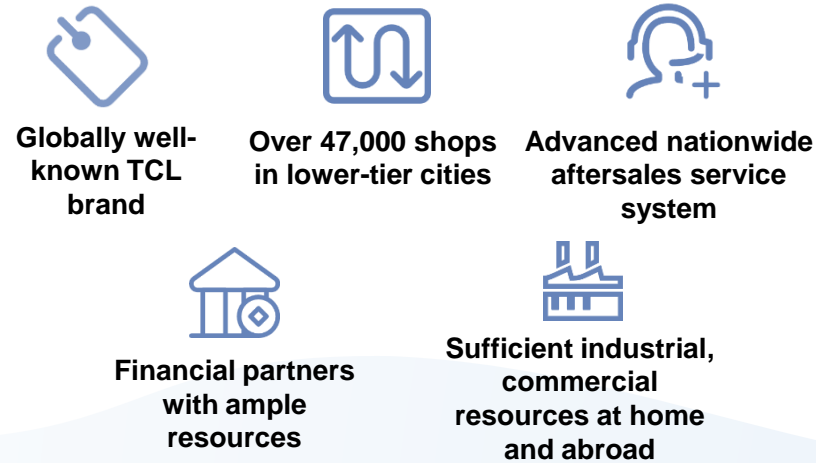 Globally well-
known TCL
brand
Over 47,000 shops
in lower-tier cities
Advanced nationwide
aftersales service
system
Financial partners
with ample
resources
Sufficient industrial,
commercial
resources at home
and abroad